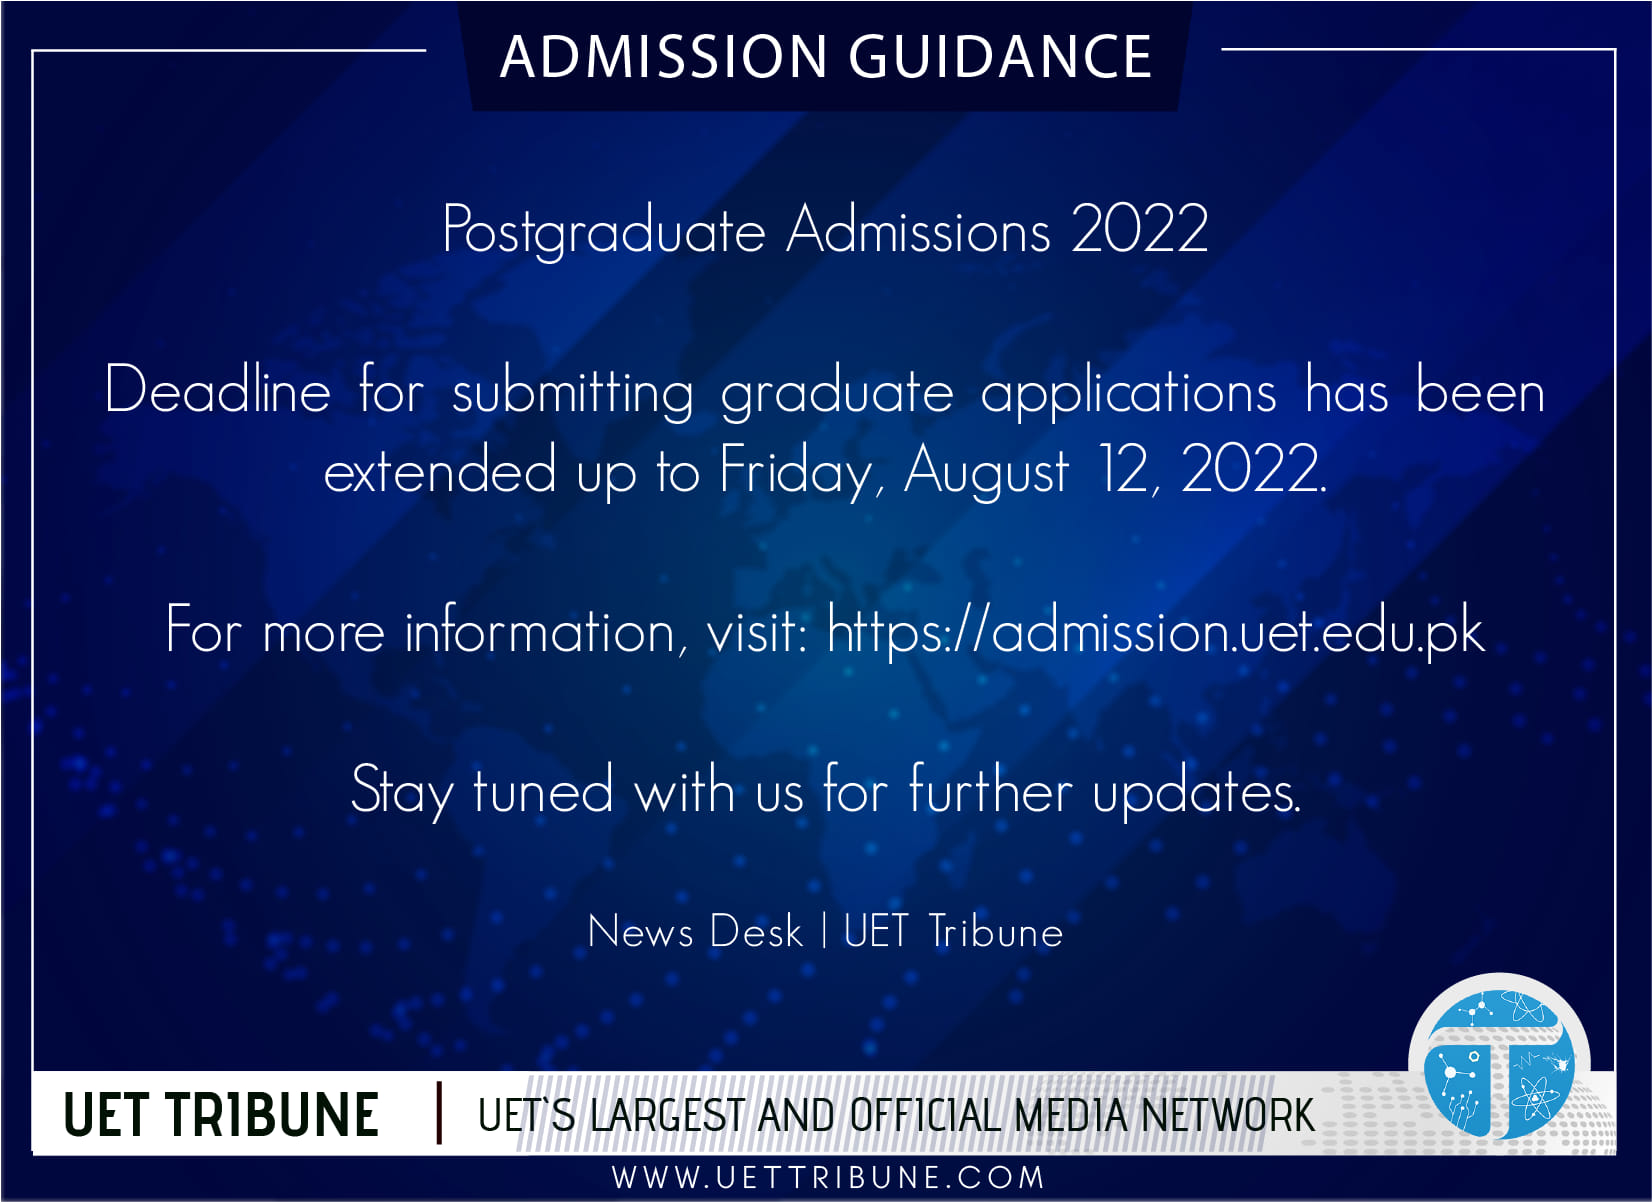 ADMISSION GUIDANCE
Postgraduate Admissions 2022
Deadline for submitting graduate applications has been
extended up to Friday, August 12, 2022.
For more information, visit: https://admission.uet.edu.pk
Stay tuned with us for further updates.
News Desk | UET Tribune
UET TRIBUNE | UET`S LARGEST AND OFFICIAL MEDIA NETWORK
WWW.UETTRIBUNE.COM